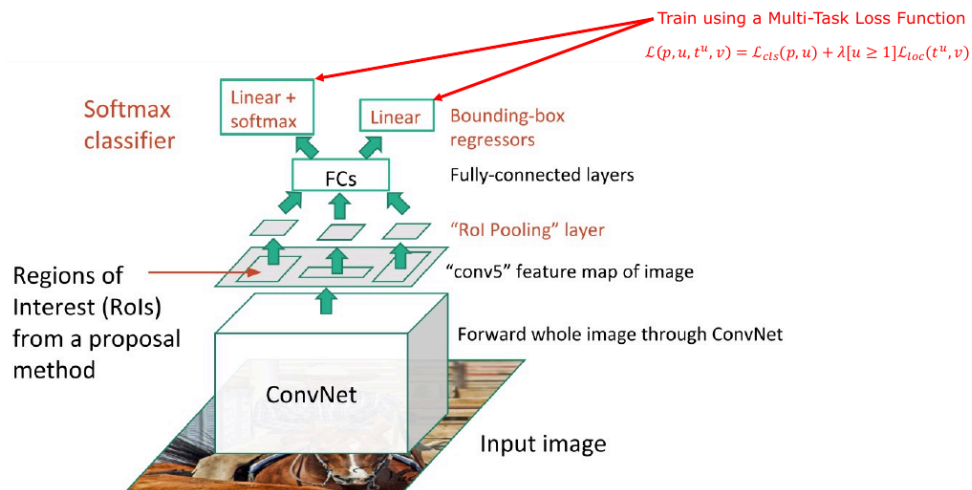 Train using a Multi-Task Loss Function
ℒ(p, u, tᵘ, v) = ℒ_cls(p, u) + λ[u ≥ 1]ℒ_loc(tᵘ, v)
Softmax
classifier
Linear +
softmax
Linear
Bounding-box
regressors
FCs
Fully-connected layers
"RoI Pooling" layer
Regions of
Interest (RoIs)
from a proposal
method
"conv5" feature map of image
Forward whole image through ConvNet
ConvNet
Input image